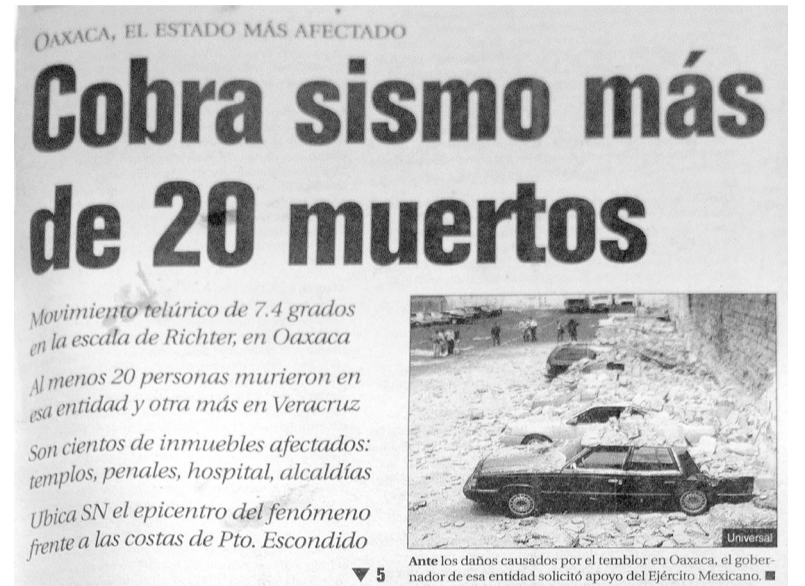 OAXACA, EL ESTADO MÁS AFECTADO
Cobra sismo más
de 20 muertos
Movimiento telúrico de 7.4 grados
en la escala de Richter, en Oaxaca
Al menos 20 personas murieron en
esa entidad y otra más en Veracruz
Son cientos de inmuebles afectados:
templos, penales, hospital, alcaldías
Ubica SN el epicentro del fenómeno
frente a las costas de Pto. Escondido
▼ 5
Universal
Ante los daños causados por el temblor en Oaxaca, el gober-
nador de esa entidad solicitó apoyo del Ejército Mexicano. ■